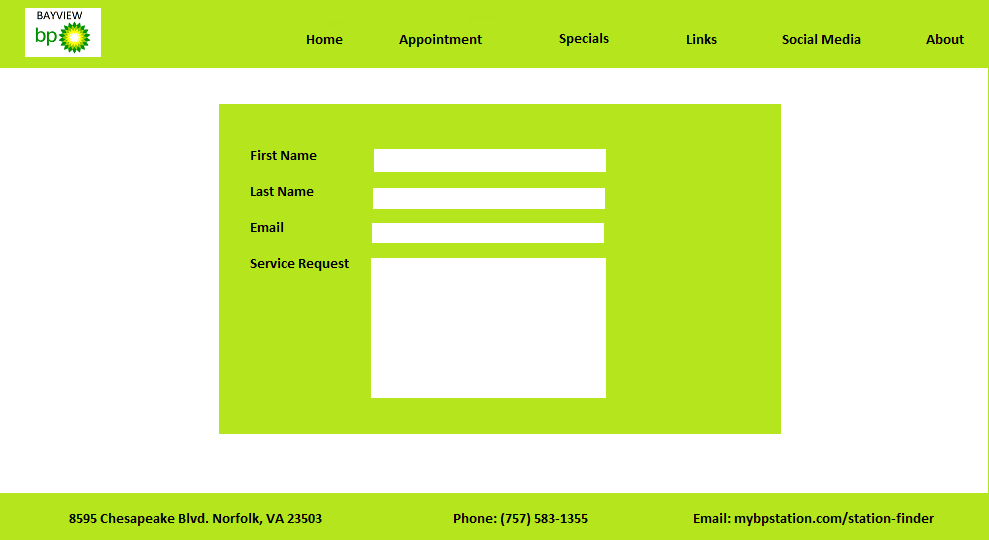 BAYVIEW
bp
Home Appointment Specials Links Social Media About
First Name
Last Name
Email
Service Request
8595 Chesapeake Blvd. Norfolk, VA 23503 Phone: (757) 583-1355 Email: mybpstation.com/station-finder